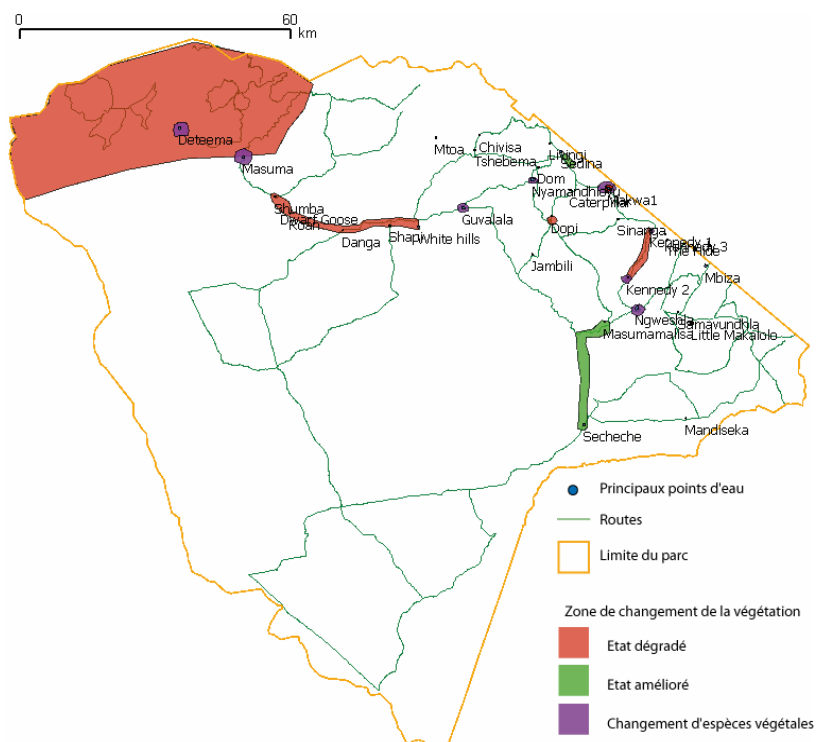 0
60
km
Deteema
Masuma
Mtoa
Chivisa
Tshebema
Sedina
Dom
Nyamandhlovu
Caterpillar
Makwa1
Shumba
Dwarf Goose
Roan
Danga
Shapi
White hills
Guvalala
Dopi
Sinanga
Kennedy 1
Kennedy 3
The Hide
Mbiza
Jambili
Kennedy 2
Ngweshla
Samavundhla
Little Makalolo
Masumamalisa
Secheche
Mandiseka
Principaux points d'eau
Routes
Limite du parc
Zone de changement de la végétation
Etat dégradé
Etat amélioré
Changement d'espèces végétales